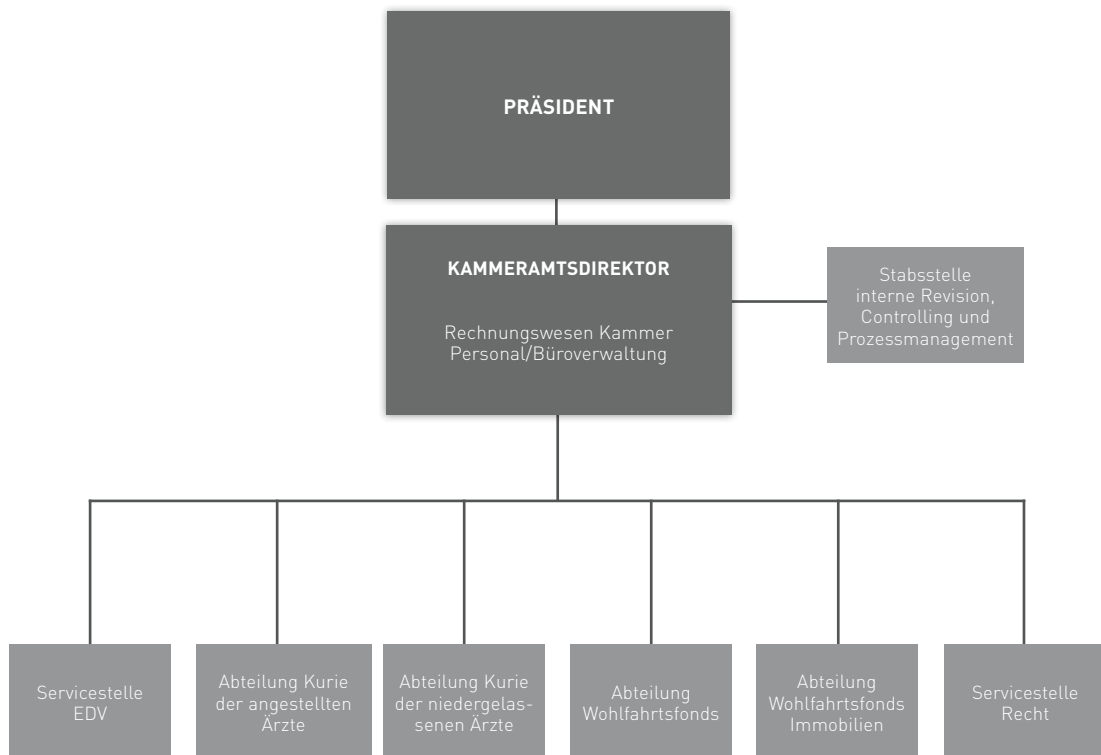 PRÄSIDENT
KAMMERAMTSDIREKTOR
Rechnungswesen Kammer
Personal/Büroverwaltung
Stabsstelle
interne Revision,
Controlling und
Prozessmanagement
Servicestelle
EDV
Abteilung Kurie
der angestellten
Ärzte
Abteilung Kurie
der niedergelas-
senen Ärzte
Abteilung
Wohlfahrtsfonds
Abteilung
Wohlfahrtsfonds
Immobilien
Servicestelle
Recht